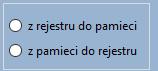 z rejestru do pamieci
z pamieci do rejestru